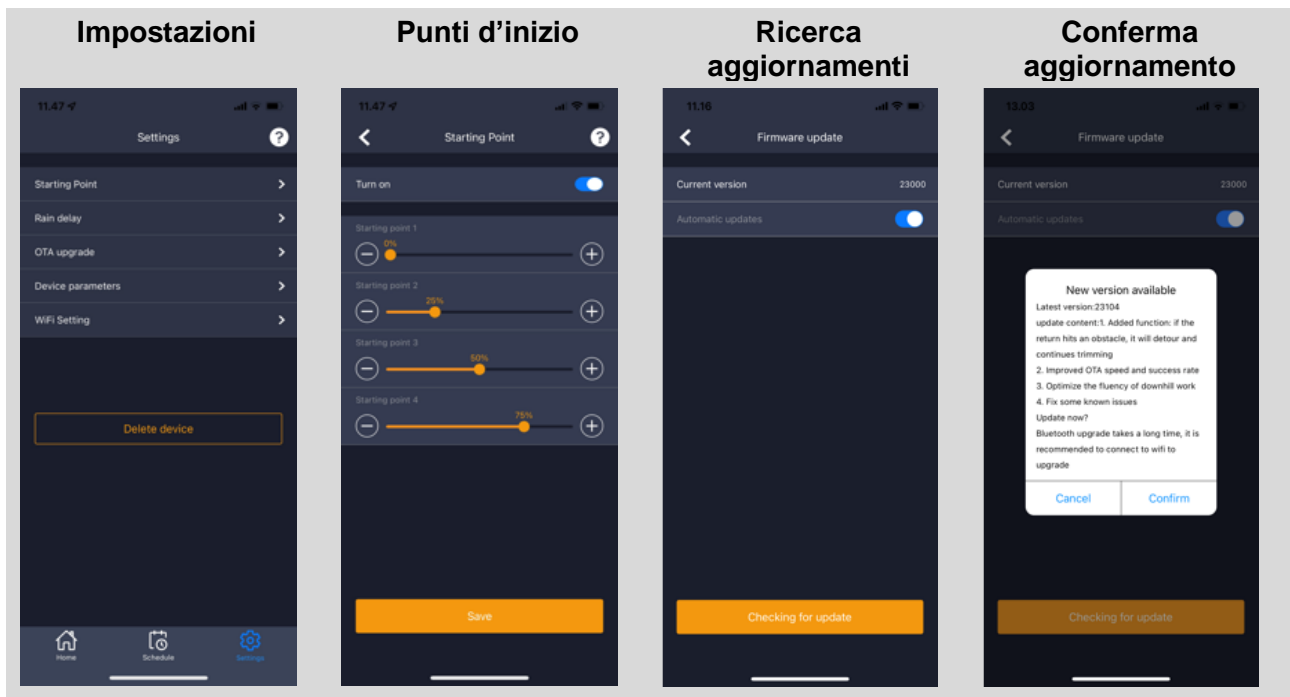 Impostazioni
Punti d’inizio
Ricerca
aggiornamenti
Conferma
aggiornamento
11.47
Settings
?
Starting Point
Rain delay
OTA upgrade
Device parameters
WiFi Setting
Delete device
Home
Schedule
Settings
11.47
Starting Point
?
Turn on
Starting point 1
0%
Starting point 2
25%
Starting point 3
50%
Starting point 4
75%
Save
11.16
Firmware update
Current version 23000
Automatic updates
Checking for update
13.03
Firmware update
Current version 23000
Automatic updates
New version available
Latest version:23104
update content:1. Added function: if the
return hits an obstacle, it will detour and
continues trimming
2. Improved OTA speed and success rate
3. Optimize the fluency of downhill work
4. Fix some known issues
Update now?
Bluetooth upgrade takes a long time, it is
recommended to connect to wifi to
upgrade
Cancel Confirm
Checking for update